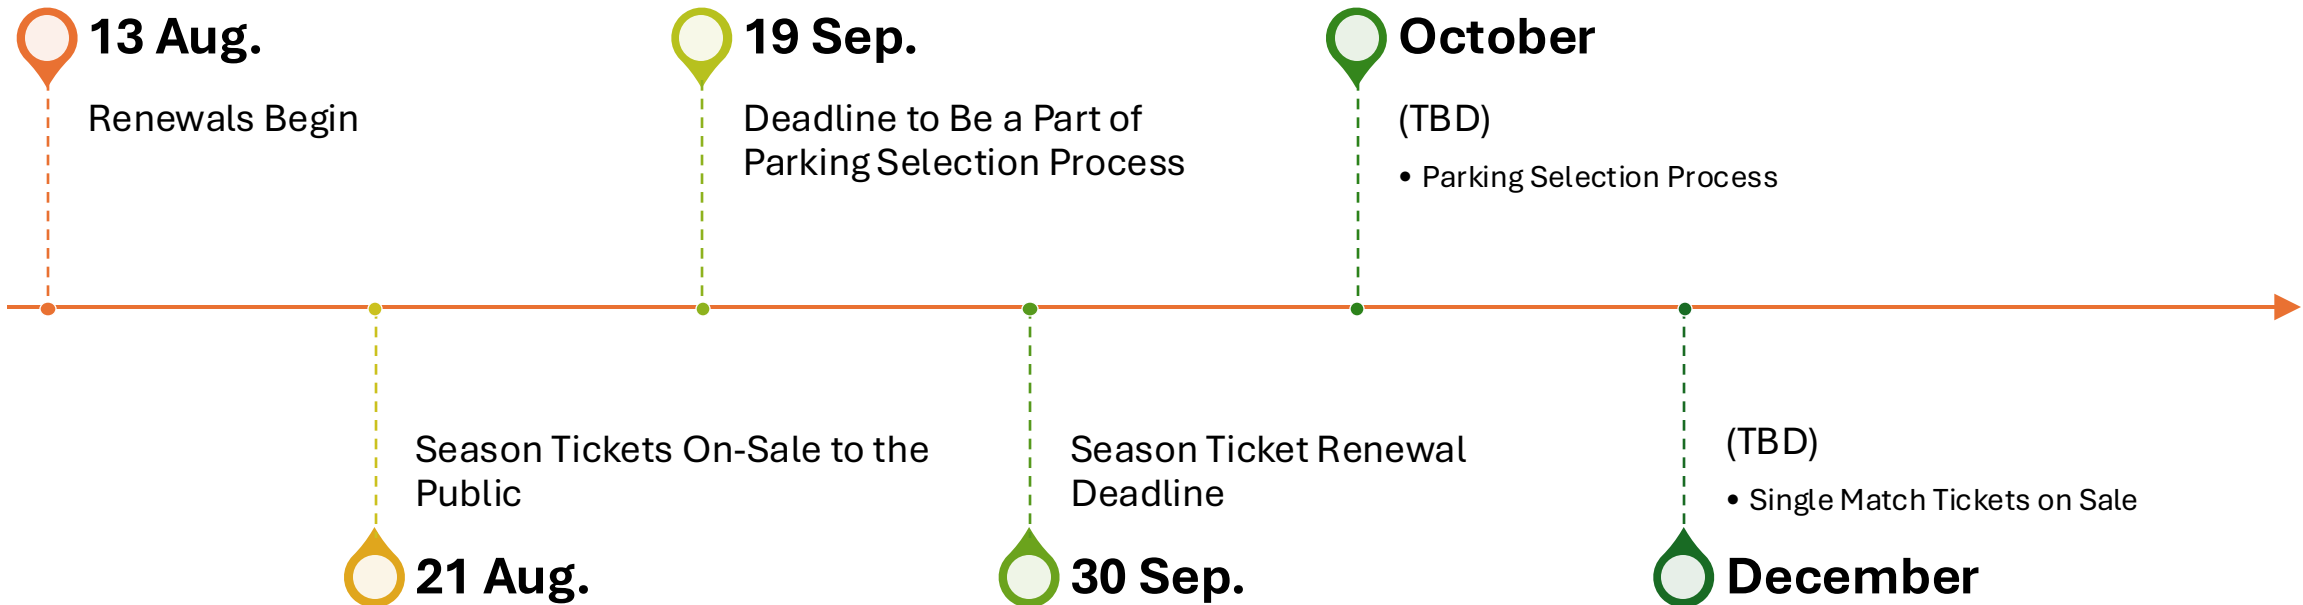 13 Aug.
Renewals Begin
19 Sep.
Deadline to Be a Part of
Parking Selection Process
October
(TBD)
• Parking Selection Process
Season Tickets On-Sale to the
Public
21 Aug.
Season Ticket Renewal
Deadline
30 Sep.
(TBD)
• Single Match Tickets on Sale
December